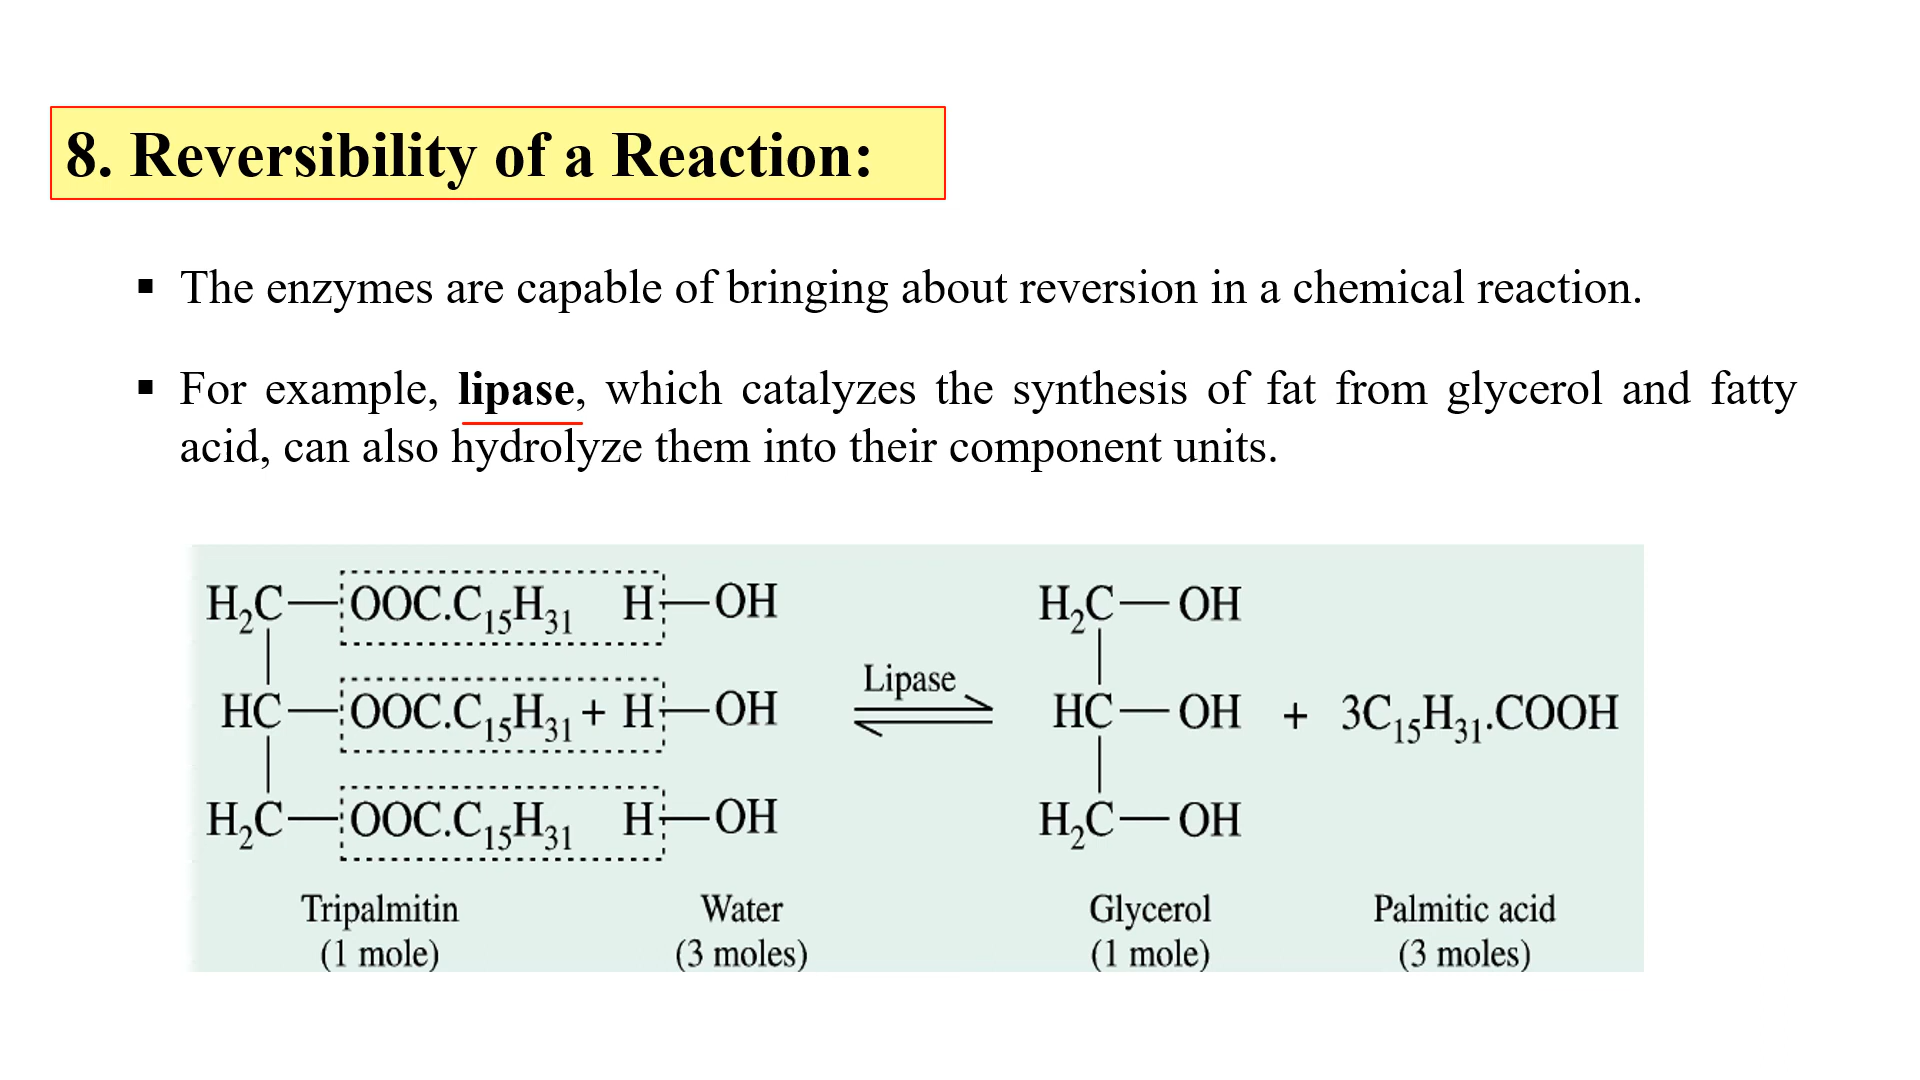 8. Reversibility of a Reaction:
▪ The enzymes are capable of bringing about reversion in a chemical reaction.
▪ For example, lipase, which catalyzes the synthesis of fat from glycerol and fatty
acid, can also hydrolyze them into their component units.
H₂C—OOC.C₁₅H₃₁ H—OH H₂C—OH
Lipase
HC—OOC.C₁₅H₃₁ + H—OH HC—OH + 3C₁₅H₃₁.COOH
H₂C—OOC.C₁₅H₃₁ H—OH H₂C—OH
Tripalmitin Water Glycerol Palmitic acid
(1 mole) (3 moles) (1 mole) (3 moles)